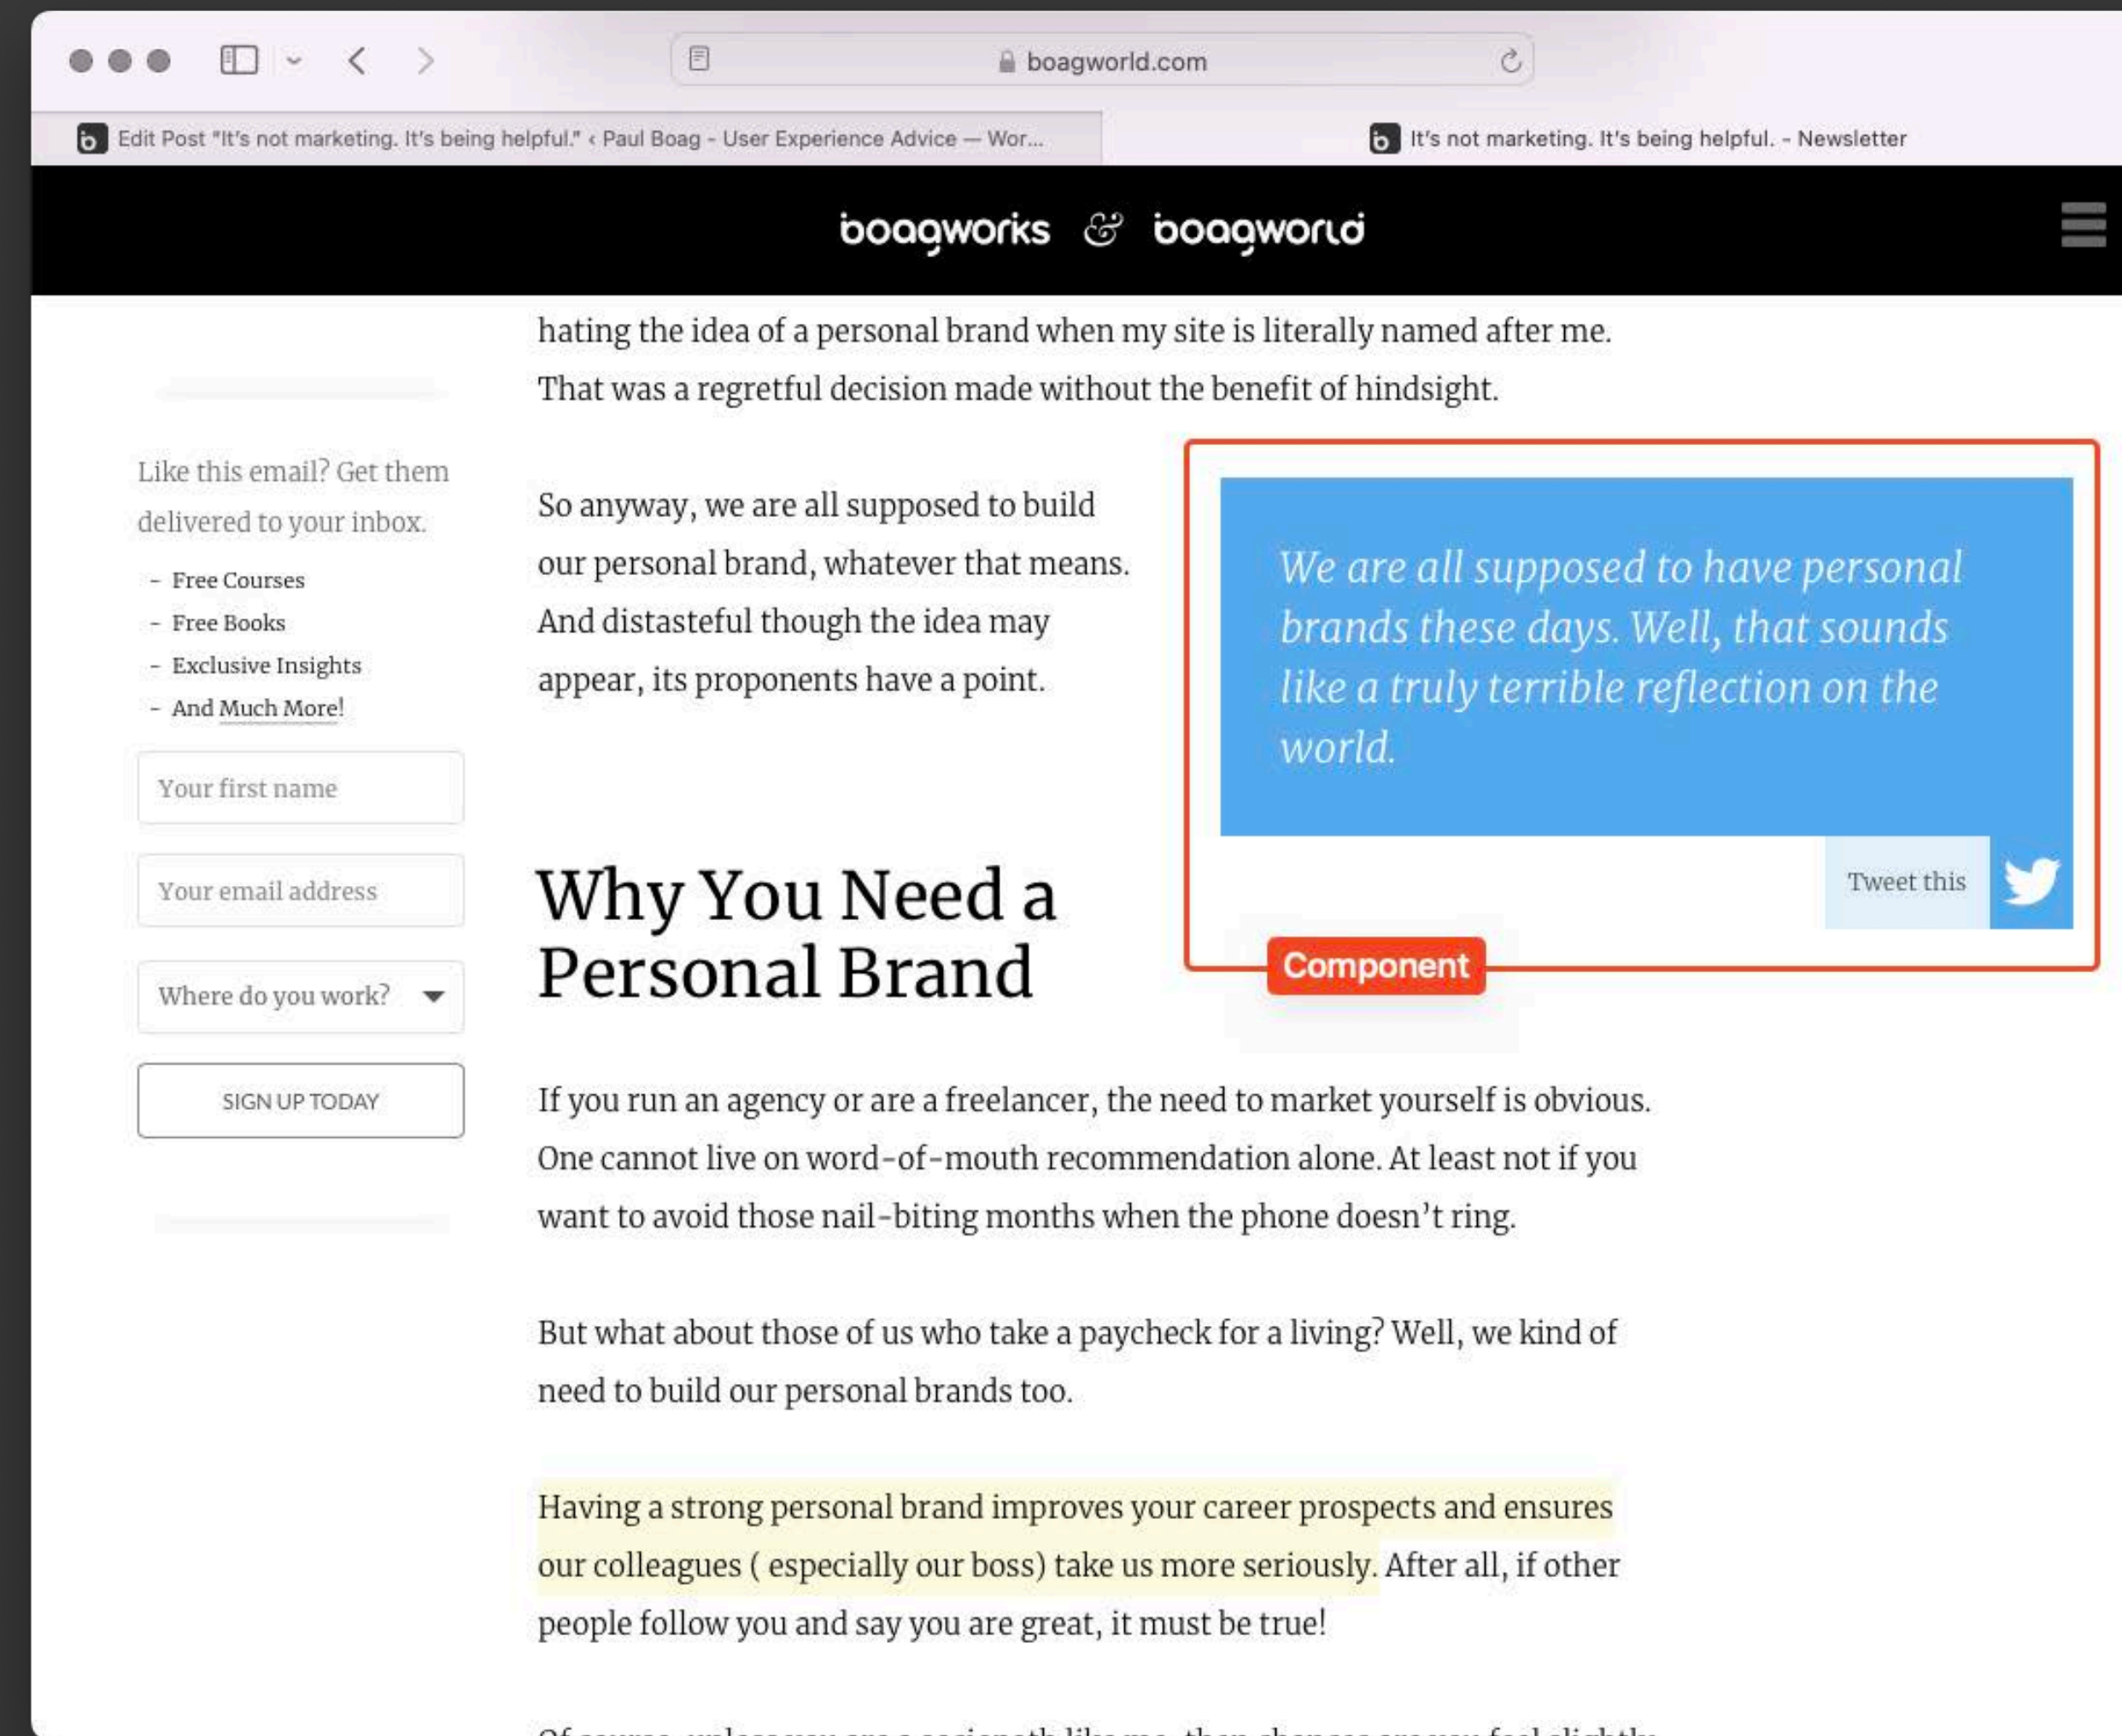 boagworld.com
Edit Post "It's not marketing. It's being helpful." ‹ Paul Boag - User Experience Advice — Wor...
It's not marketing. It's being helpful. - Newsletter
boagworks & boagworld
hating the idea of a personal brand when my site is literally named after me.
That was a regretful decision made without the benefit of hindsight.
Like this email? Get them
delivered to your inbox.
- Free Courses
- Free Books
- Exclusive Insights
- And Much More!
Your first name
Your email address
Where do you work?
SIGN UP TODAY
So anyway, we are all supposed to build
our personal brand, whatever that means.
And distasteful though the idea may
appear, its proponents have a point.
We are all supposed to have personal
brands these days. Well, that sounds
like a truly terrible reflection on the
world.
Tweet this
Component
Why You Need a
Personal Brand
If you run an agency or are a freelancer, the need to market yourself is obvious.
One cannot live on word-of-mouth recommendation alone. At least not if you
want to avoid those nail-biting months when the phone doesn't ring.
But what about those of us who take a paycheck for a living? Well, we kind of
need to build our personal brands too.
Having a strong personal brand improves your career prospects and ensures
our colleagues ( especially our boss) take us more seriously. After all, if other
people follow you and say you are great, it must be true!